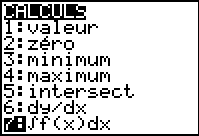 CALCULS
1:valeur
2:zéro
3:minimum
4:maximum
5:intersect
6:dy/dx
7:∫f(x)dx